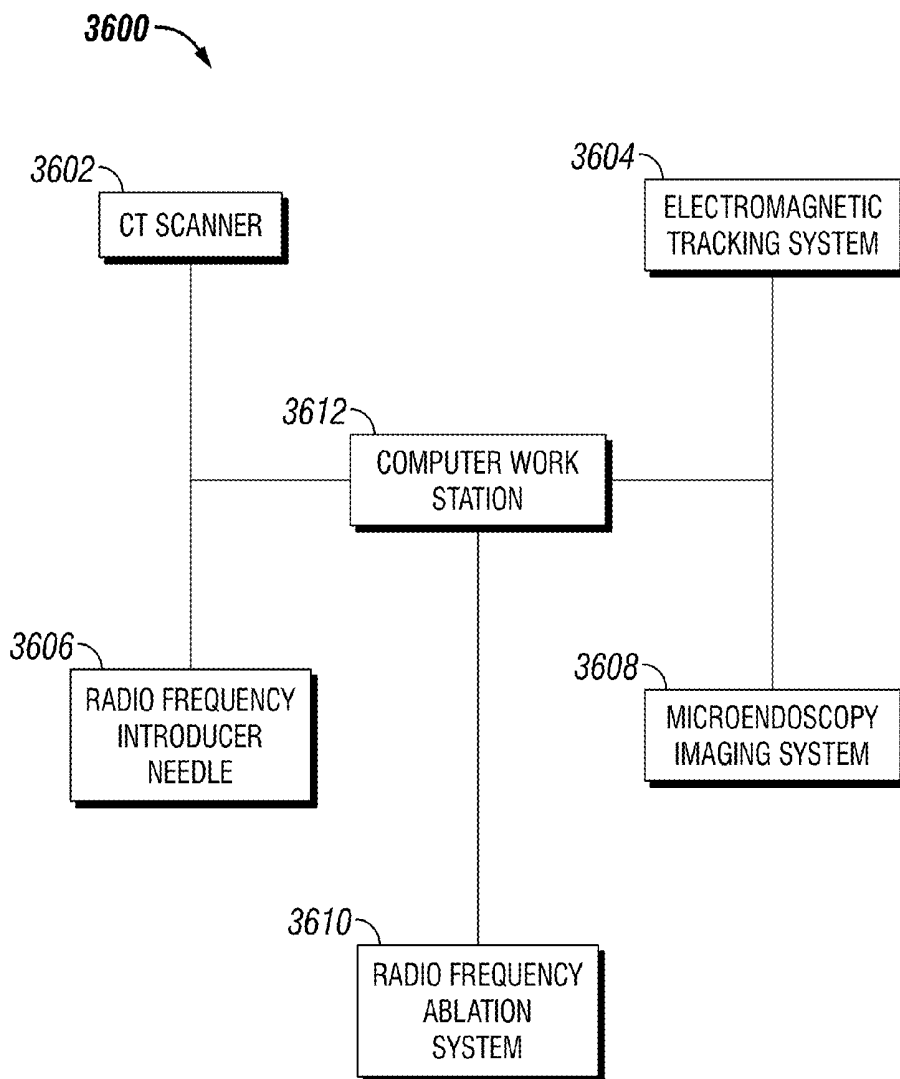 3600
3602
CT SCANNER
3604
ELECTROMAGNETIC
TRACKING SYSTEM
3612
COMPUTER WORK
STATION
3606
RADIO FREQUENCY
INTRODUCER
NEEDLE
3608
MICROENDOSCOPY
IMAGING SYSTEM
3610
RADIO FREQUENCY
ABLATION
SYSTEM